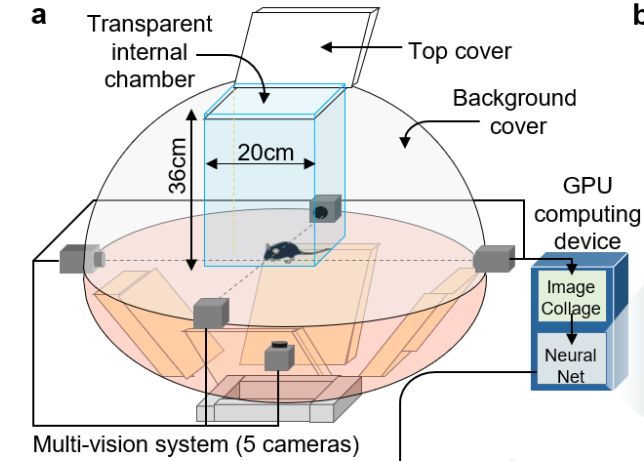 a
b
Transparent
internal
chamber
Top cover
Background
cover
36cm
20cm
GPU
computing
device
Image
Collage
Neural
Net
Multi-vision system (5 cameras)